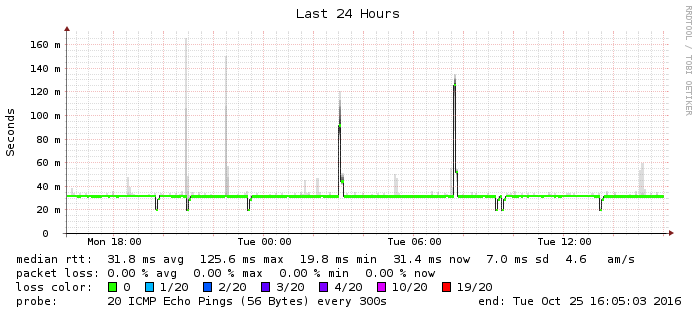 Last 24 Hours
RRDTOOL / TOBI OETIKER
Seconds
160 m
140 m
120 m
100 m
80 m
60 m
40 m
20 m
0
Mon 18:00 Tue 00:00 Tue 06:00 Tue 12:00
median rtt: 31.8 ms avg 125.6 ms max 19.8 ms min 31.4 ms now 7.0 ms sd 4.6 am/s
packet loss: 0.00 % avg 0.00 % max 0.00 % min 0.00 % now
loss color: 0 1/20 2/20 3/20 4/20 10/20 19/20
probe: 20 ICMP Echo Pings (56 Bytes) every 300s end: Tue Oct 25 16:05:03 2016